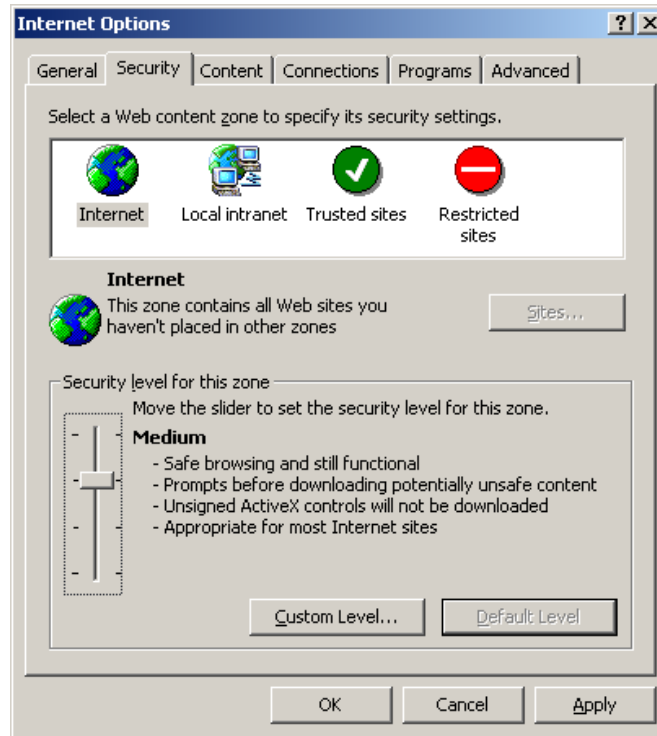 Internet Options
General Security Content Connections Programs Advanced
Select a Web content zone to specify its security settings.
Internet Local intranet Trusted sites Restricted
sites
Internet
This zone contains all Web sites you
haven't placed in other zones
Sites...
Security level for this zone
Move the slider to set the security level for this zone.
Medium
- Safe browsing and still functional
- Prompts before downloading potentially unsafe content
- Unsigned ActiveX controls will not be downloaded
- Appropriate for most Internet sites
Custom Level... Default Level
OK Cancel Apply